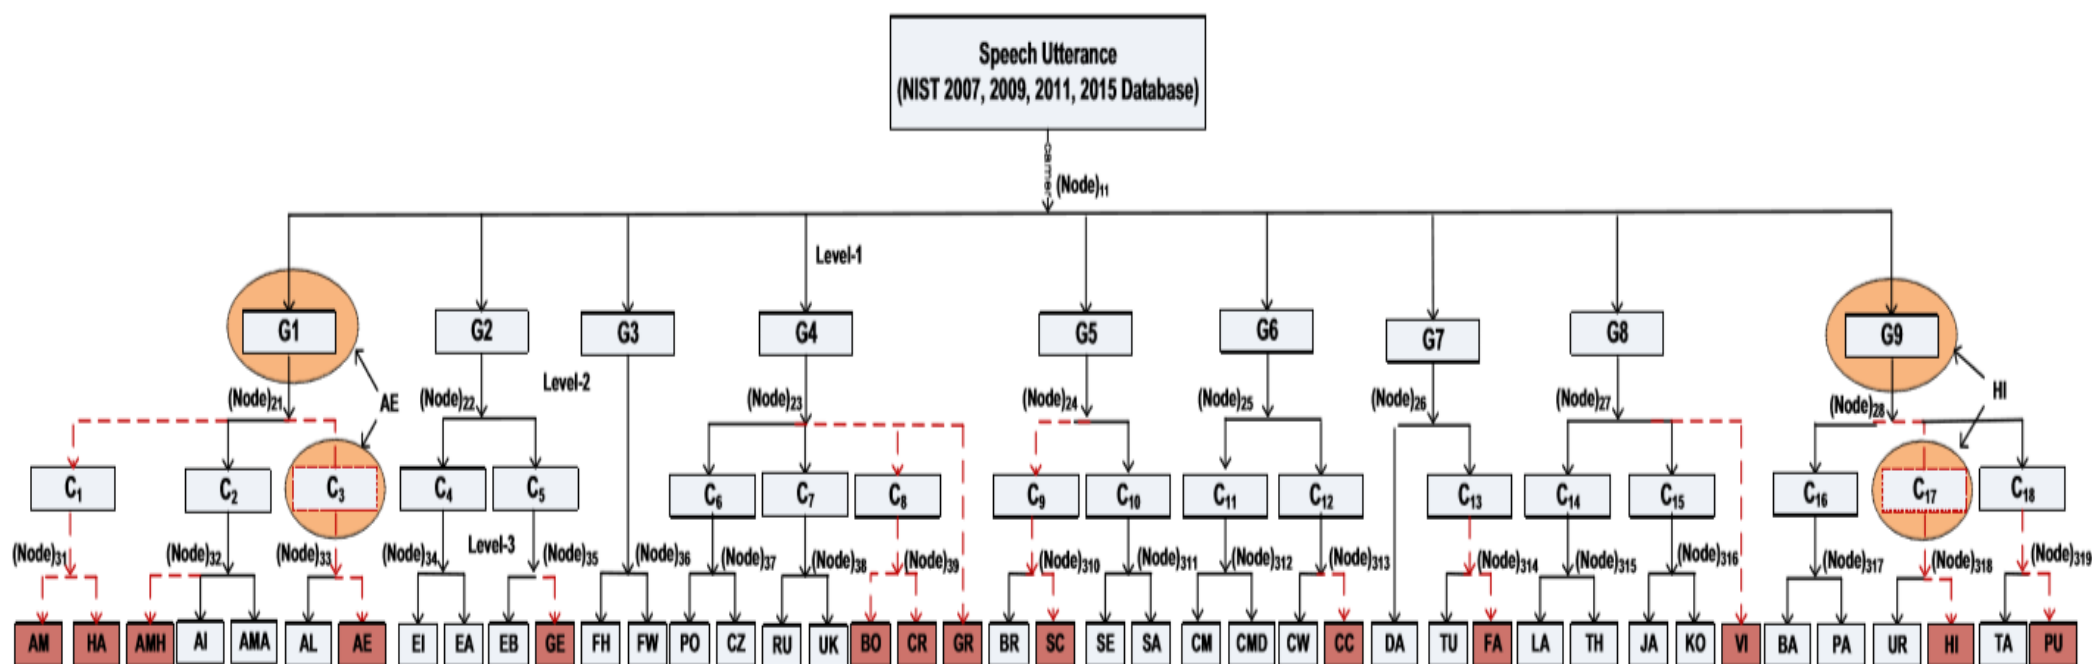 Speech Utterance
(NIST 2007, 2009, 2011, 2015 Database)
(Node)11
Level-1
G1 G2 G3 G4 G5 G6 G7 G8 G9
Level-2
(Node)21 AE (Node)22 (Node)23 (Node)24 (Node)25 (Node)26 (Node)27 (Node)28 HI
C1 C2 C3 C4 C5 C6 C7 C8 C9 C10 C11 C12 C13 C14 C15 C16 C17 C18
Level-3
(Node)31 (Node)32 (Node)33 (Node)34 (Node)35 (Node)36 (Node)37 (Node)38 (Node)39 (Node)310 (Node)311 (Node)312 (Node)313 (Node)314 (Node)315 (Node)316 (Node)317 (Node)318 (Node)319
AM HA AMH AI AMA AL AE EI EA EB GE FH FW PO CZ RU UK BO CR GR BR SC SE SA CM CMD CW CC DA TU FA LA TH JA KO VI BA PA UR HI TA PU